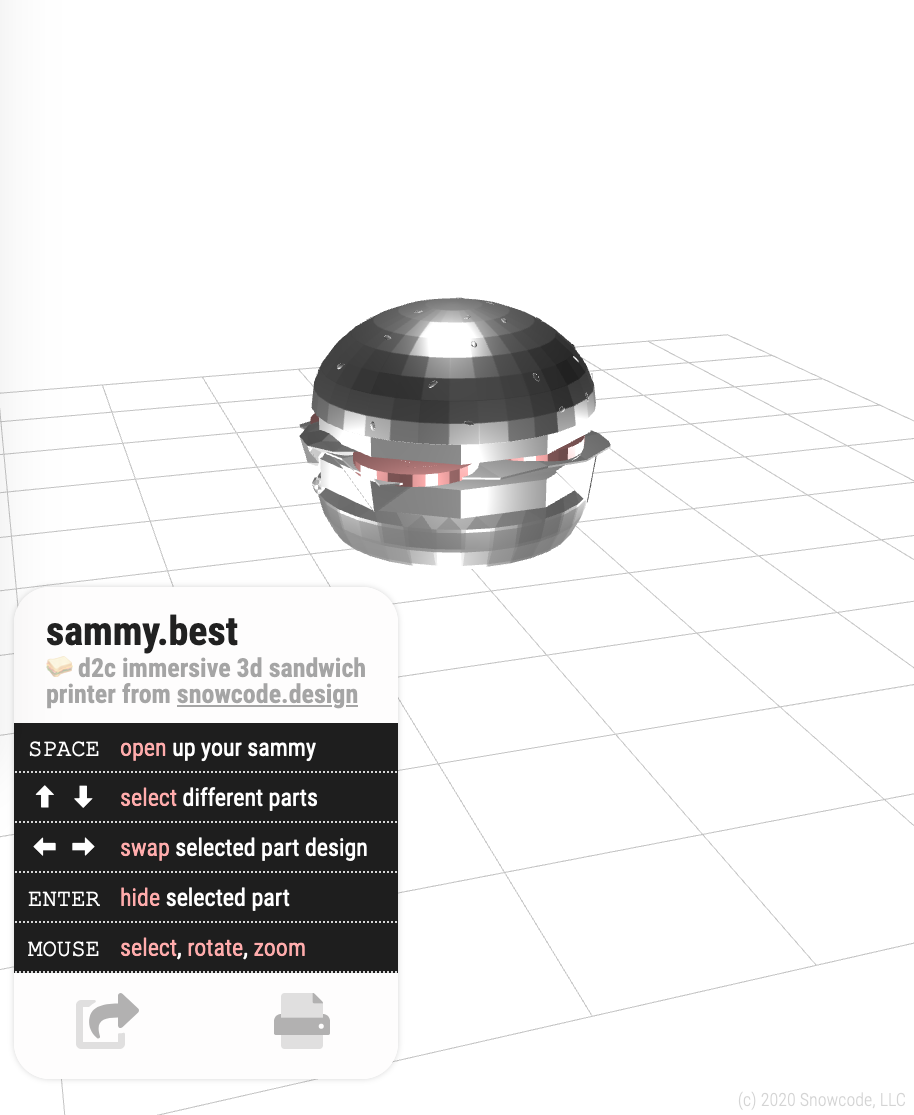 sammy.best
d2c immersive 3d sandwich
printer from snowcode.design
SPACE open up your sammy
select different parts
swap selected part design
ENTER hide selected part
MOUSE select, rotate, zoom
(c) 2020 Snowcode, LLC